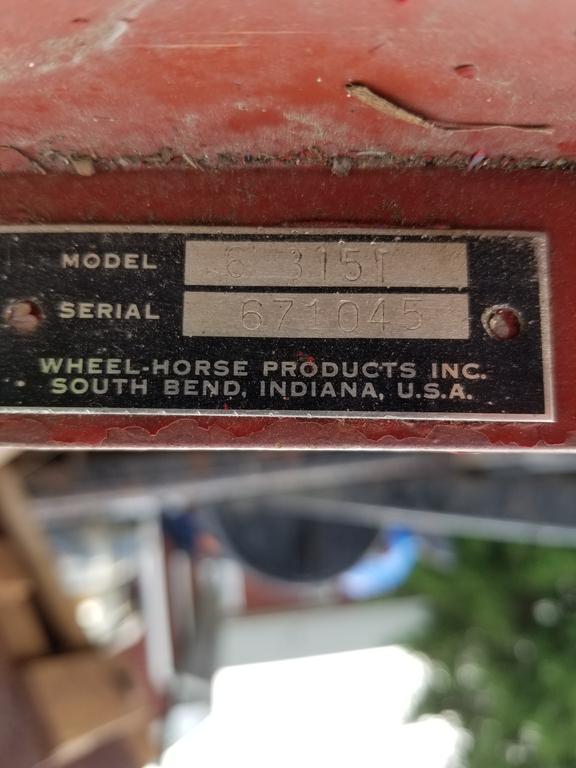 MODEL 6 3151
SERIAL 671045
WHEEL-HORSE PRODUCTS INC.
SOUTH BEND, INDIANA, U.S.A.